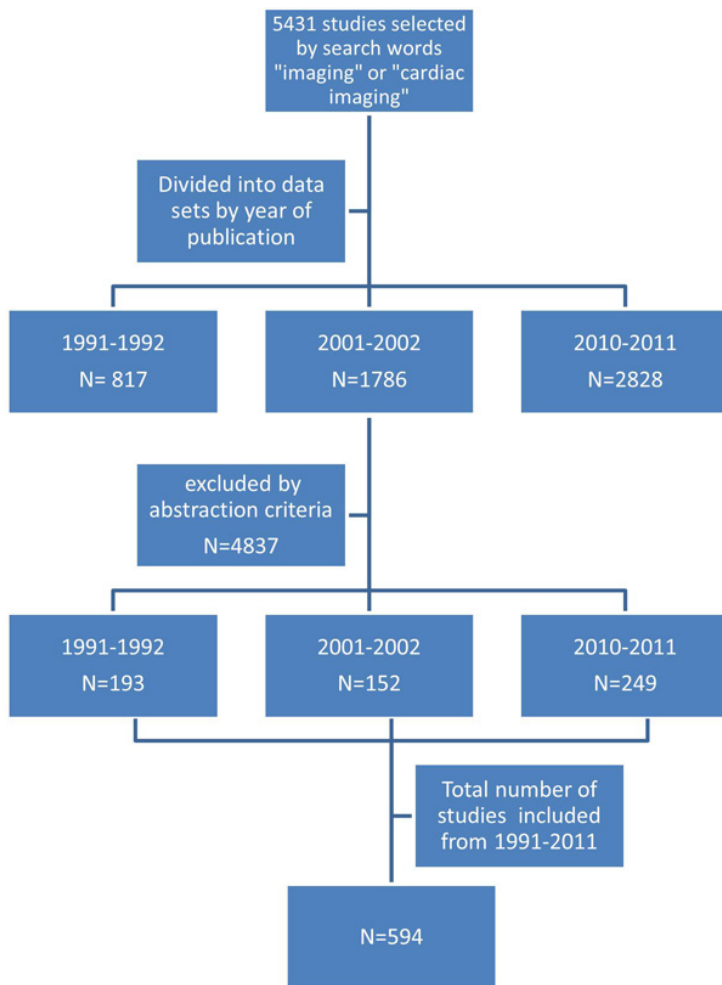 5431 studies selected
by search words
"imaging" or "cardiac
imaging"
Divided into data
sets by year of
publication
1991-1992
N= 817
2001-2002
N=1786
2010-2011
N=2828
excluded by
abstraction criteria
N=4837
1991-1992
N=193
2001-2002
N=152
2010-2011
N=249
Total number of
studies included
from 1991-2011
N=594